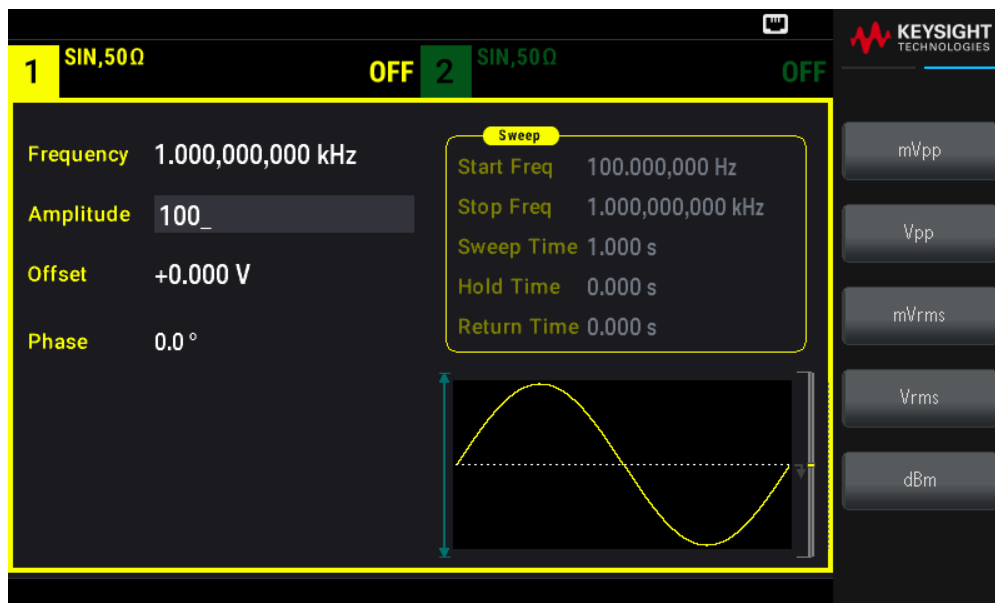 KEYSIGHT
TECHNOLOGIES
1 SIN,50Ω OFF 2 SIN,50Ω OFF
Frequency 1.000,000,000 kHz
Amplitude 100_
Offset +0.000 V
Phase 0.0 °
Sweep
Start Freq 100.000,000 Hz
Stop Freq 1.000,000,000 kHz
Sweep Time 1.000 s
Hold Time 0.000 s
Return Time 0.000 s
mVpp
Vpp
mVrms
Vrms
dBm